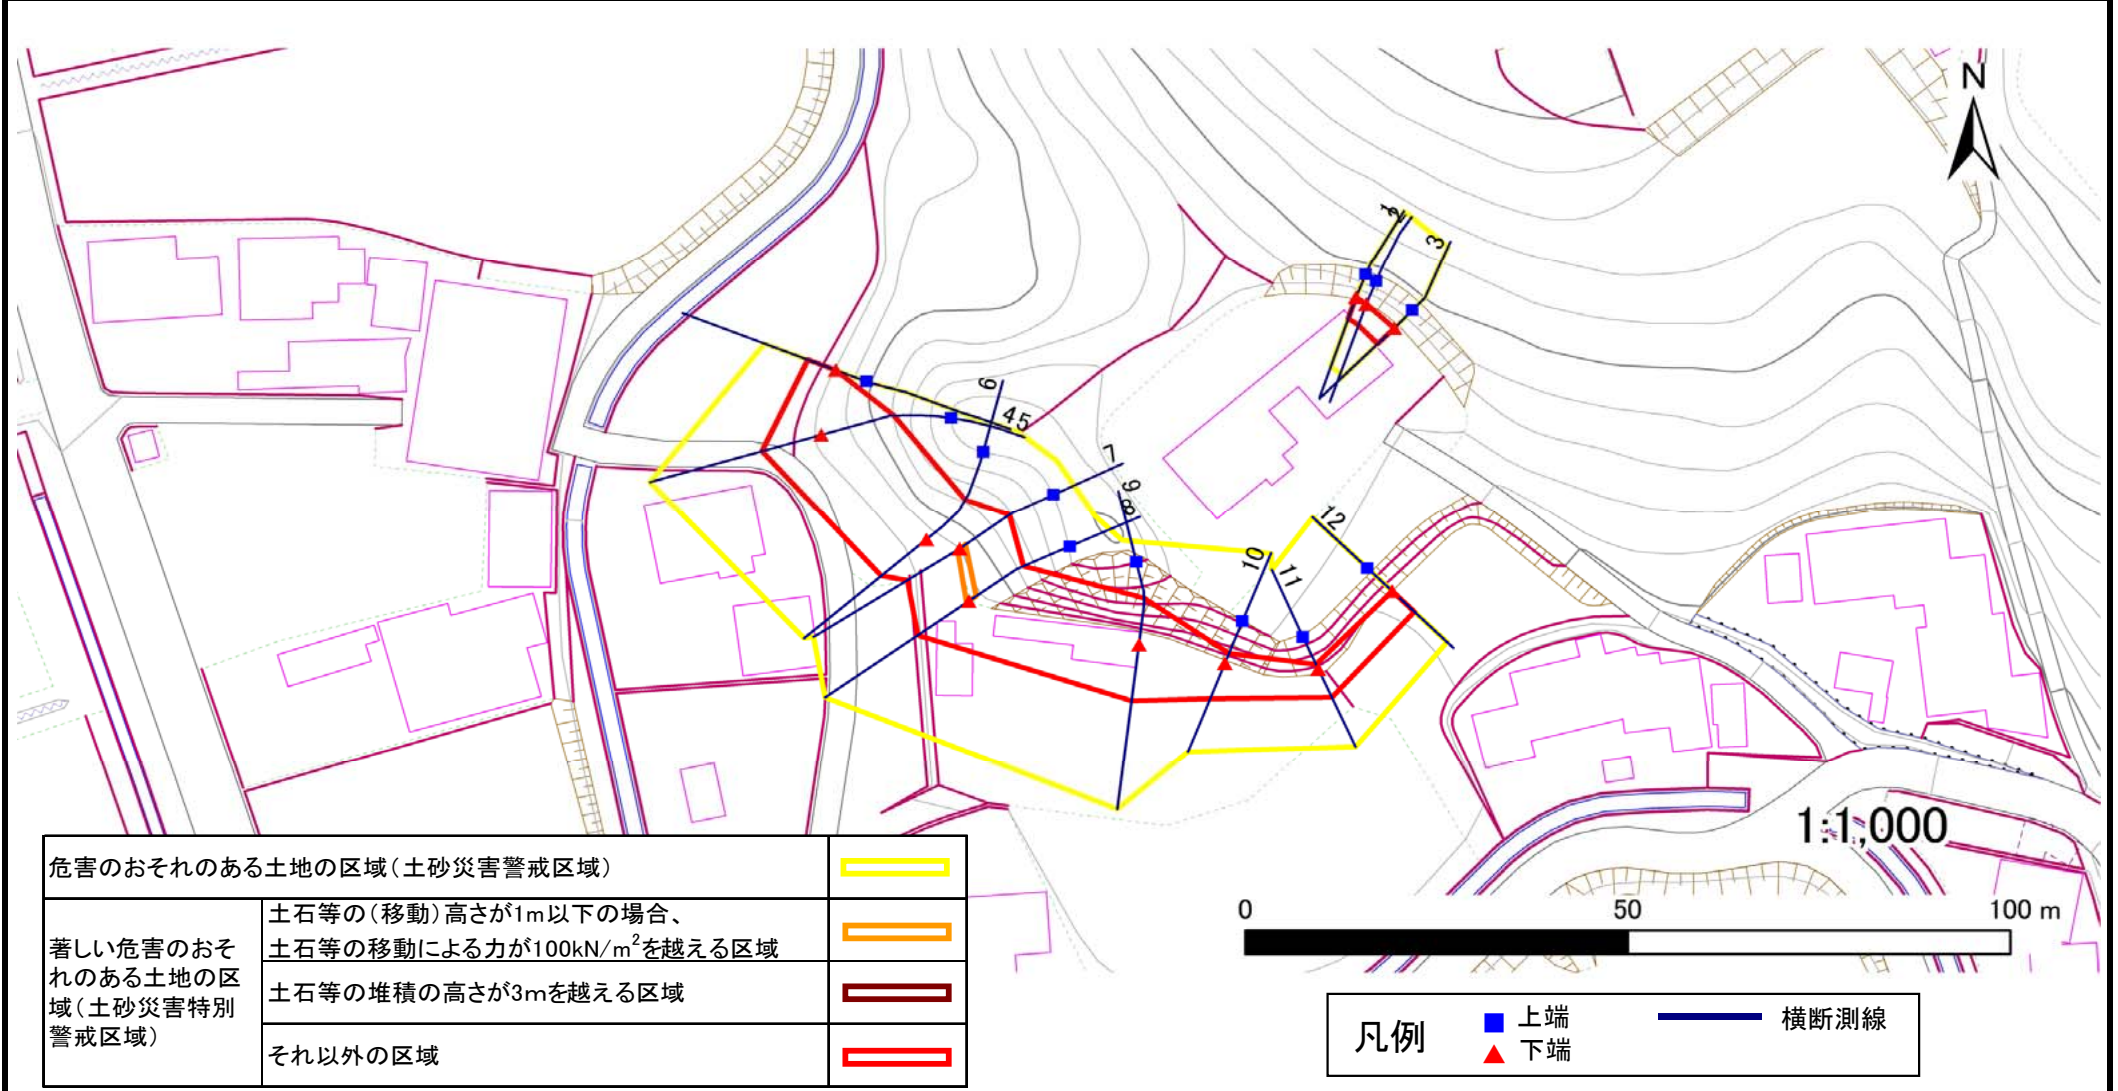 N
1
2
3
6
4 5
7
9
8
10
11
12
1:1,000
0 50 100 m
危害のおそれのある土地の区域(土砂災害警戒区域)
著しい危害のおそ
れのある土地の区
域(土砂災害特別
警戒区域)
土石等の(移動)高さが1m以下の場合、
土石等の移動による力が100kN/m²を越える区域
土石等の堆積の高さが3mを越える区域
それ以外の区域
凡例
上端
下端
横断測線